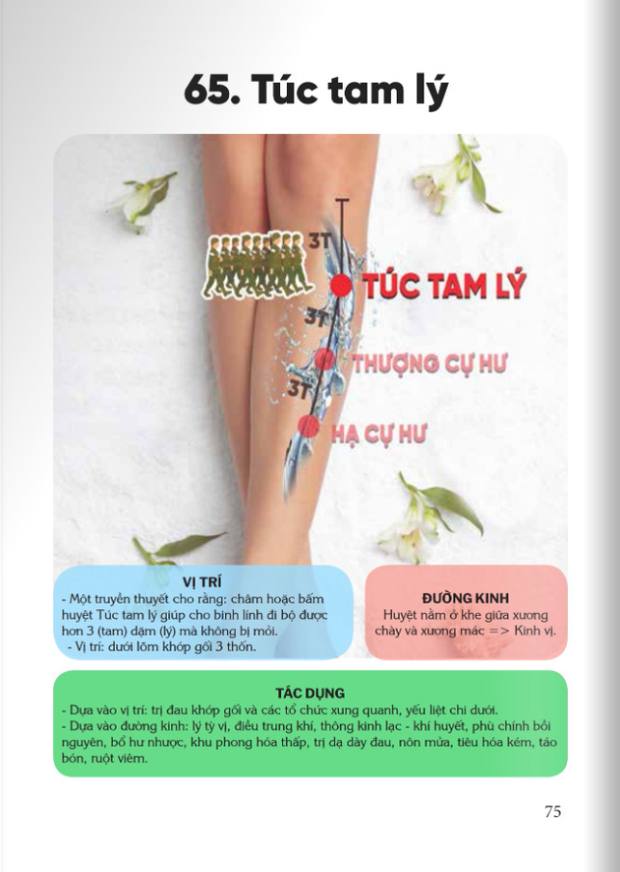 65. Túc tam lý
3T
TÚC TAM LÝ
3T
THƯỢNG CỰ HƯ
3T
HẠ CỰ HƯ
VỊ TRÍ
- Một truyền thuyết cho rằng: châm hoặc bấm
huyệt Túc tam lý giúp cho binh lính đi bộ được
hơn 3 (tam) dặm (lý) mà không bị mỏi.
- Vị trí: dưới lõm khớp gối 3 thốn.
ĐƯỜNG KINH
Huyệt nằm ở khe giữa xương
chày và xương mác => Kinh vị.
TÁC DỤNG
- Dựa vào vị trí: trị đau khớp gối và các tổ chức xung quanh, yếu liệt chi dưới.
- Dựa vào đường kinh: lý tỳ vị, điều trung khí, thông kinh lạc - khí huyết, phù chính bồi
nguyên, bổ hư nhược, khu phong hóa thấp, trị dạ dày đau, nôn mửa, tiêu hóa kém, táo
bón, ruột viêm.
75